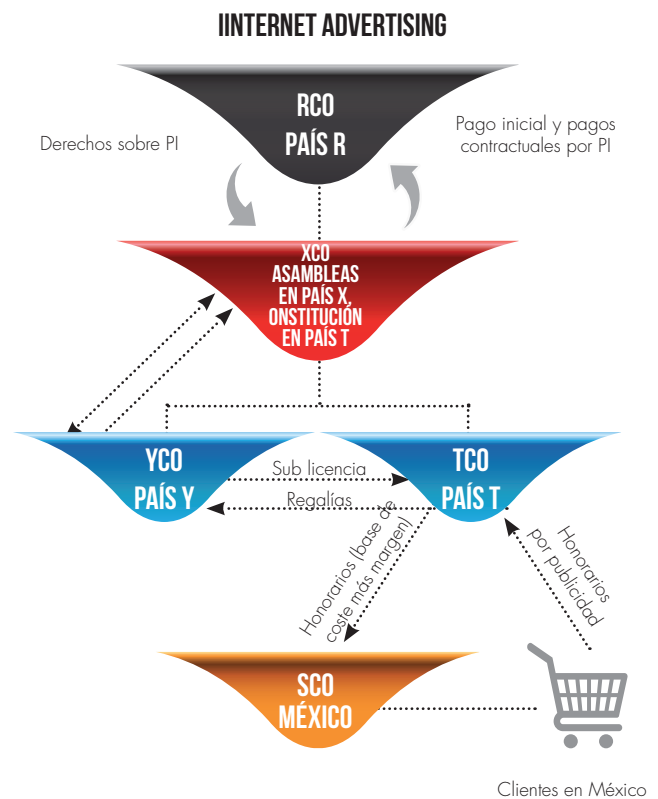 IINTERNET ADVERTISING
RCO
PAÍS R
Derechos sobre PI
Pago inicial y pagos
contractuales por PI
XCO
ASAMBLEAS
EN PAÍS X,
ONSTITUCIÓN
EN PAÍS T
YCO
PAÍS Y
Sub licencia
Regalías
TCO
PAÍS T
Honorarios (base de
coste más margen)
Honorarios
por publicidad
SCO
MÉXICO
Clientes en México